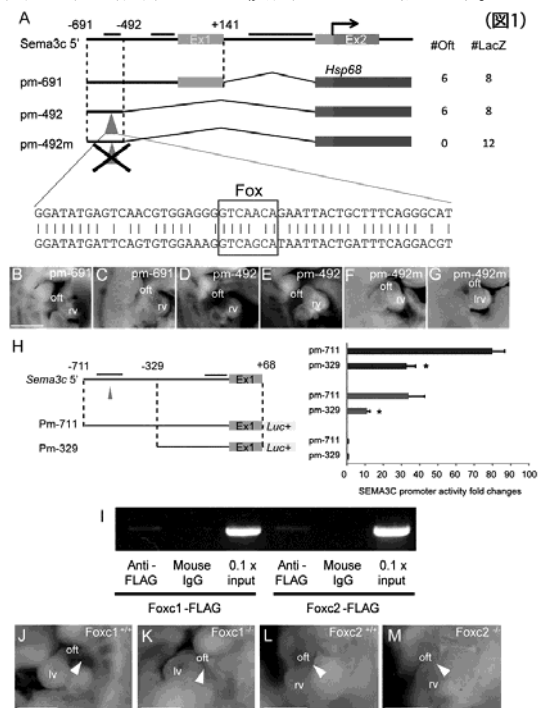 A
-691
-492
+141
(図1)
Sema3c 5'
Ex1
Ex2
#Oft #LacZ
pm-691
Hsp68
6 8
pm-492
6 8
pm-492m
0 12
Fox
GGATATGAGTCAACGTGGAGGGGTCAACAGAATTACTGCTTTCAGGGCAT
GGATATGATTCAGTGTGGAAAGGTCAGCATAATTACTGATTTCAGGACGT
B pm-691 oft rv
C pm-691 oft rv
D pm-492 oft rv
E pm-492 oft rv
F pm-492m oft rv
G pm-492m oft lrv
H
-711
-329
+68
Sema3c 5'
Ex1
Pm-711
Ex1
Luc+
Pm-329
Ex1
Luc+
pm-711
pm-329
*
pm-711
pm-329
*
pm-711
pm-329
0 10 20 30 40 50 60 70 80 90 100
SEMA3C promoter activity fold changes
I
Anti-FLAG
Mouse IgG
0.1 x input
Anti-FLAG
Mouse IgG
0.1 x input
Foxc1-FLAG
Foxc2-FLAG
J Foxc1 +/+ oft lv
K Foxc1 -/- oft lv
L Foxc2 +/+ oft rv
M Foxc2 -/- oft rv